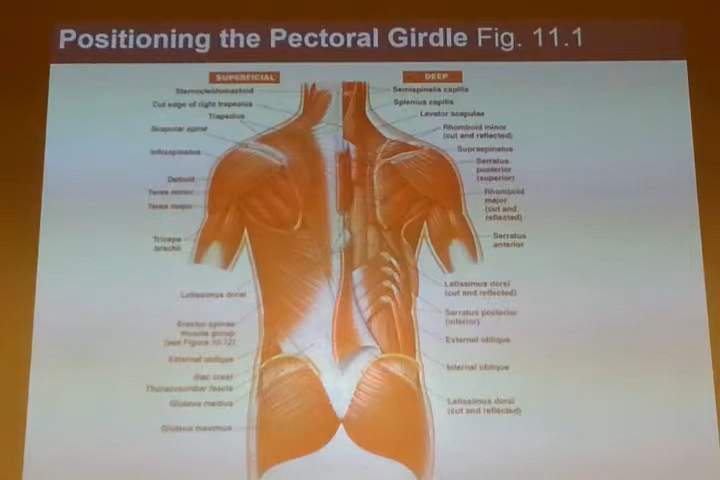 Positioning the Pectoral Girdle Fig. 11.1
SUPERFICIAL
DEEP
Sternocleidomastoid
Cut edge of right trapezius
Trapezius
Scapular spine
Infraspinatus
Deltoid
Teres minor
Teres major
Triceps
brachii
Latissimus dorsi
Erector spinae
muscle group
(see Figure 10.12)
External oblique
Iliac crest
Thoracolumbar fascia
Gluteus medius
Gluteus maximus
Semispinalis capitis
Splenius capitis
Levator scapulae
Rhomboid minor
(cut and reflected)
Supraspinatus
Serratus
posterior
(superior)
Rhomboid
major
(cut and
reflected)
Serratus
anterior
Latissimus dorsi
(cut and reflected)
Serratus posterior
(inferior)
External oblique
Internal oblique
Latissimus dorsi
(cut and reflected)